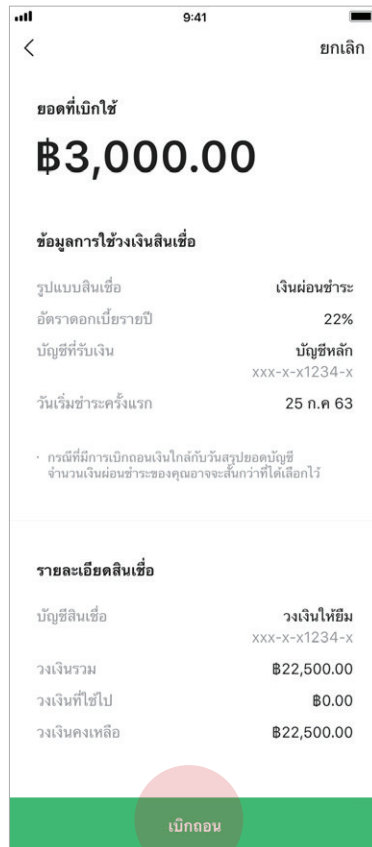 9:41
ยกเลิก
ยอดที่เบิกใช้
฿3,000.00
ข้อมูลการใช้วงเงินสินเชื่อ
รูปแบบสินเชื่อ เงินผ่อนชำระ
อัตราดอกเบี้ยรายปี 22%
บัญชีที่รับเงิน บัญชีหลัก
xxx-x-x1234-x
วันเริ่มชำระครั้งแรก 25 ก.ค 63
· กรณีที่มีการเบิกถอนเงินใกล้กับวันสรุปยอดบัญชี
จำนวนเงินผ่อนชำระของคุณอาจจะสั้นกว่าที่ได้เลือกไว้
รายละเอียดสินเชื่อ
บัญชีสินเชื่อ วงเงินให้ยืม
xxx-x-x1234-x
วงเงินรวม ฿22,500.00
วงเงินที่ใช้ไป ฿0.00
วงเงินคงเหลือ ฿22,500.00
เบิกถอน